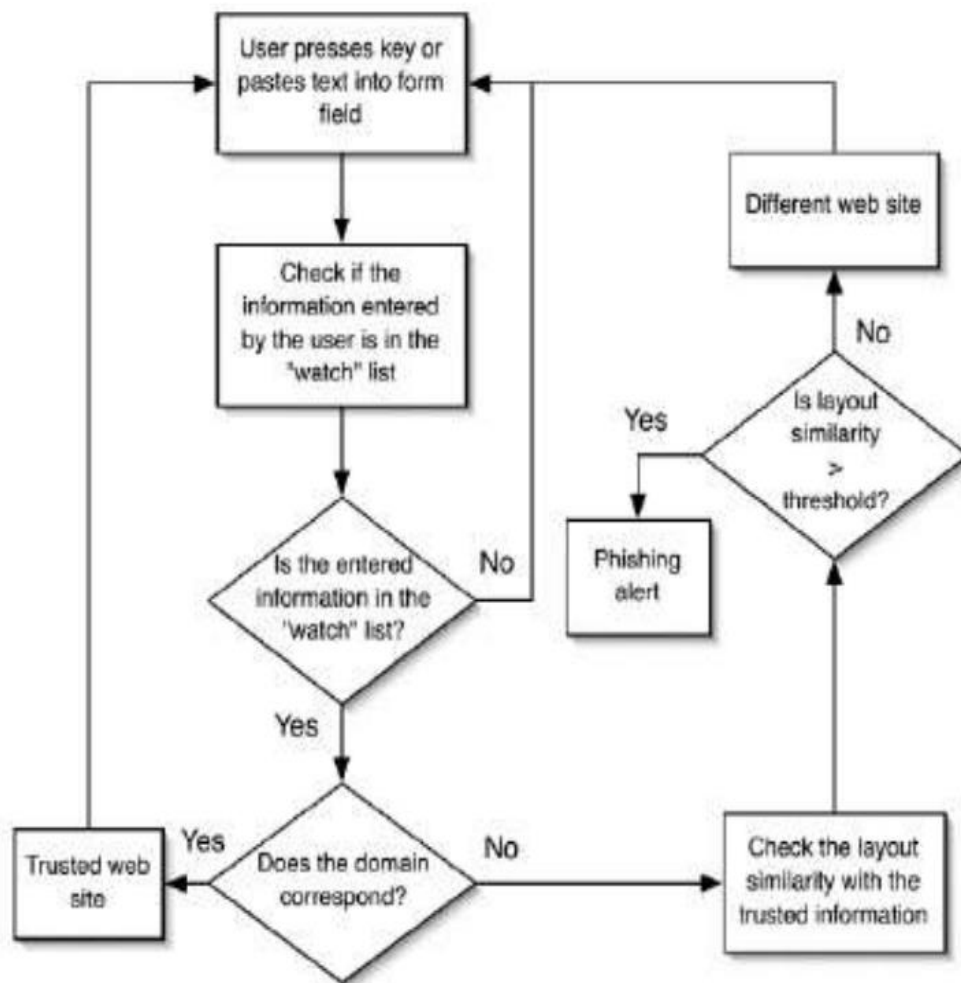 User presses key or
pastes text into form
field
Different web site
Check if the
information entered
by the user is in the
"watch" list
No
Is layout
similarity
>
threshold?
Yes
Phishing
alert
Is the entered
information in the
"watch" list?
No
Yes
Does the domain
correspond?
Yes
No
Trusted web
site
Check the layout
similarity with the
trusted information